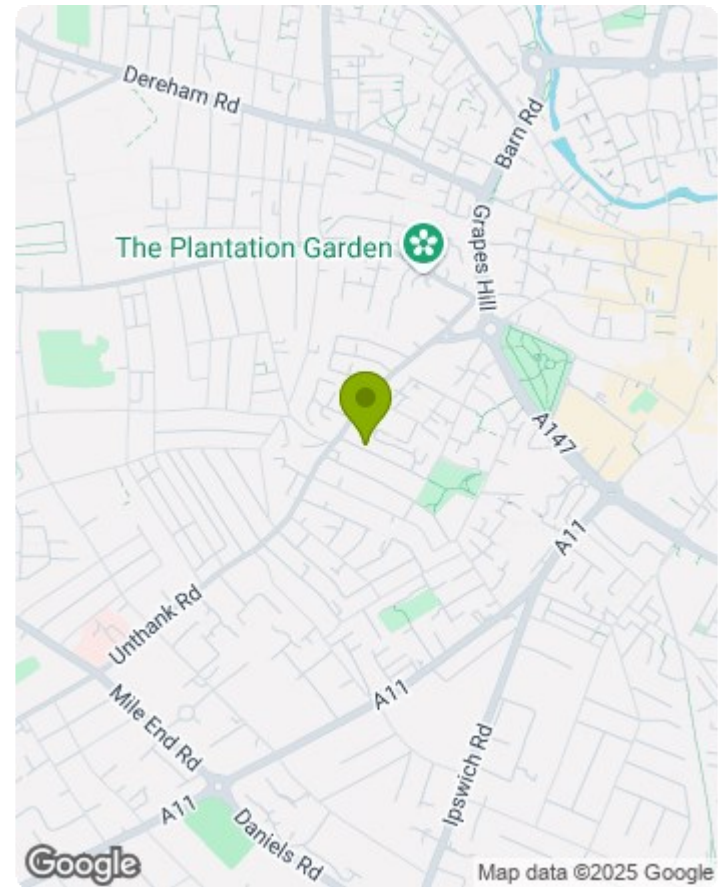 Dereham Rd
Barn Rd
The Plantation Garden
Grapes Hill
A147
A11
Unthank Rd
A11
Mile End Rd
Ipswich Rd
A11
Daniels Rd
Google
Map data ©2025 Google